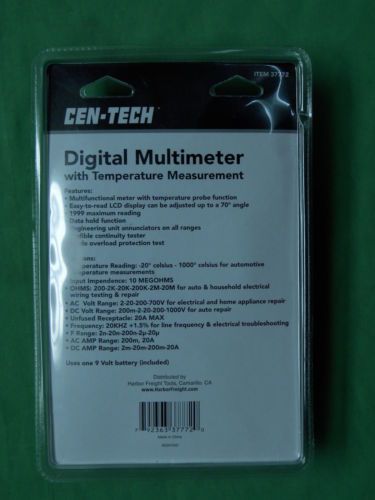 ITEM 37772
CEN-TECH
Digital Multimeter
with Temperature Measurement
Features:
• Multifunctional meter with temperature probe function
• Easy-to-read LCD display can be adjusted up to a 70° angle
• 1999 maximum reading
Data hold function
ngineering unit annunciators on all ranges
ible continuity tester
overload protection test
ons:
perature Reading: -20° celsius - 1000° celsius for automotive
perature measurements
Input impendence: 10 MEGOHMS
• OHMS: 200-2K-20K-200K-2M-20M for auto & household electrical
wiring testing & repair
• AC Volt Range: 2-20-200-700V for electrical and home appliance repair
• DC Volt Range: 200m-2-20-200-1000V for auto repair
• Unfused Receptacle: 20A MAX
• Frequency: 20KHZ +1.5% for line frequency & electrical troubleshooting
• F Range: 2n-20n-200n-2µ-20µ
• AC AMP Range: 200m, 20A
• DC AMP Range: 2m-20m-200m-20A
Uses one 9 Volt battery (included)
Distributed by
Harbor Freight Tools, Camarillo, CA
www.HarborFreight.com
92363 37772
Made in China